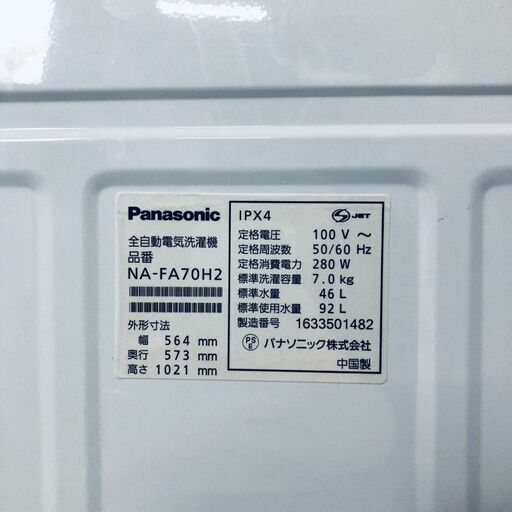 Panasonic
全自動電気洗濯機
品番
NA-FA70H2
外形寸法
幅 564 mm
奥行 573 mm
高さ 1021 mm
IPX4
S JET
定格電圧 100 V ～
定格周波数 50/60 Hz
定格消費電力 280 W
標準洗濯容量 7.0 kg
標準水量 46 L
標準使用水量 92 L
製造番号 1633501482
PS E パナソニック株式会社
中国製